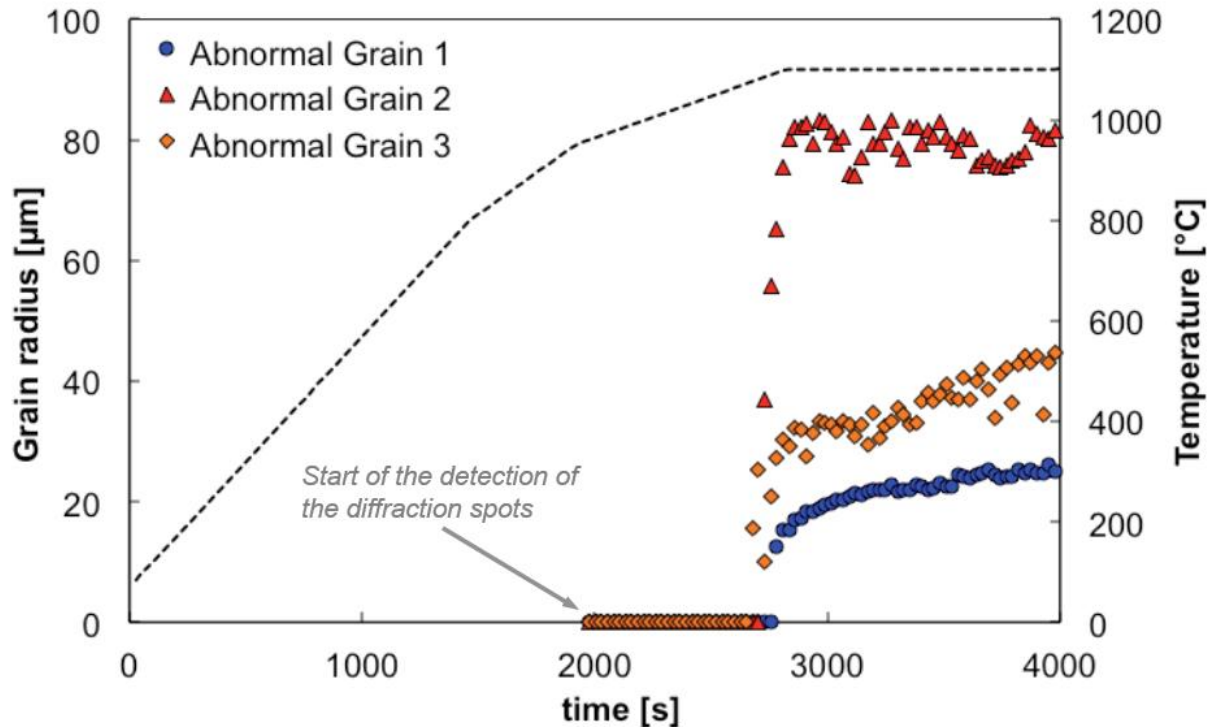 100
80
60
40
20
0
Grain radius [µm]
Abnormal Grain 1
Abnormal Grain 2
Abnormal Grain 3
Start of the detection of
the diffraction spots
1200
1000
800
600
400
200
0
Temperature [°C]
0 1000 2000 3000 4000
time [s]